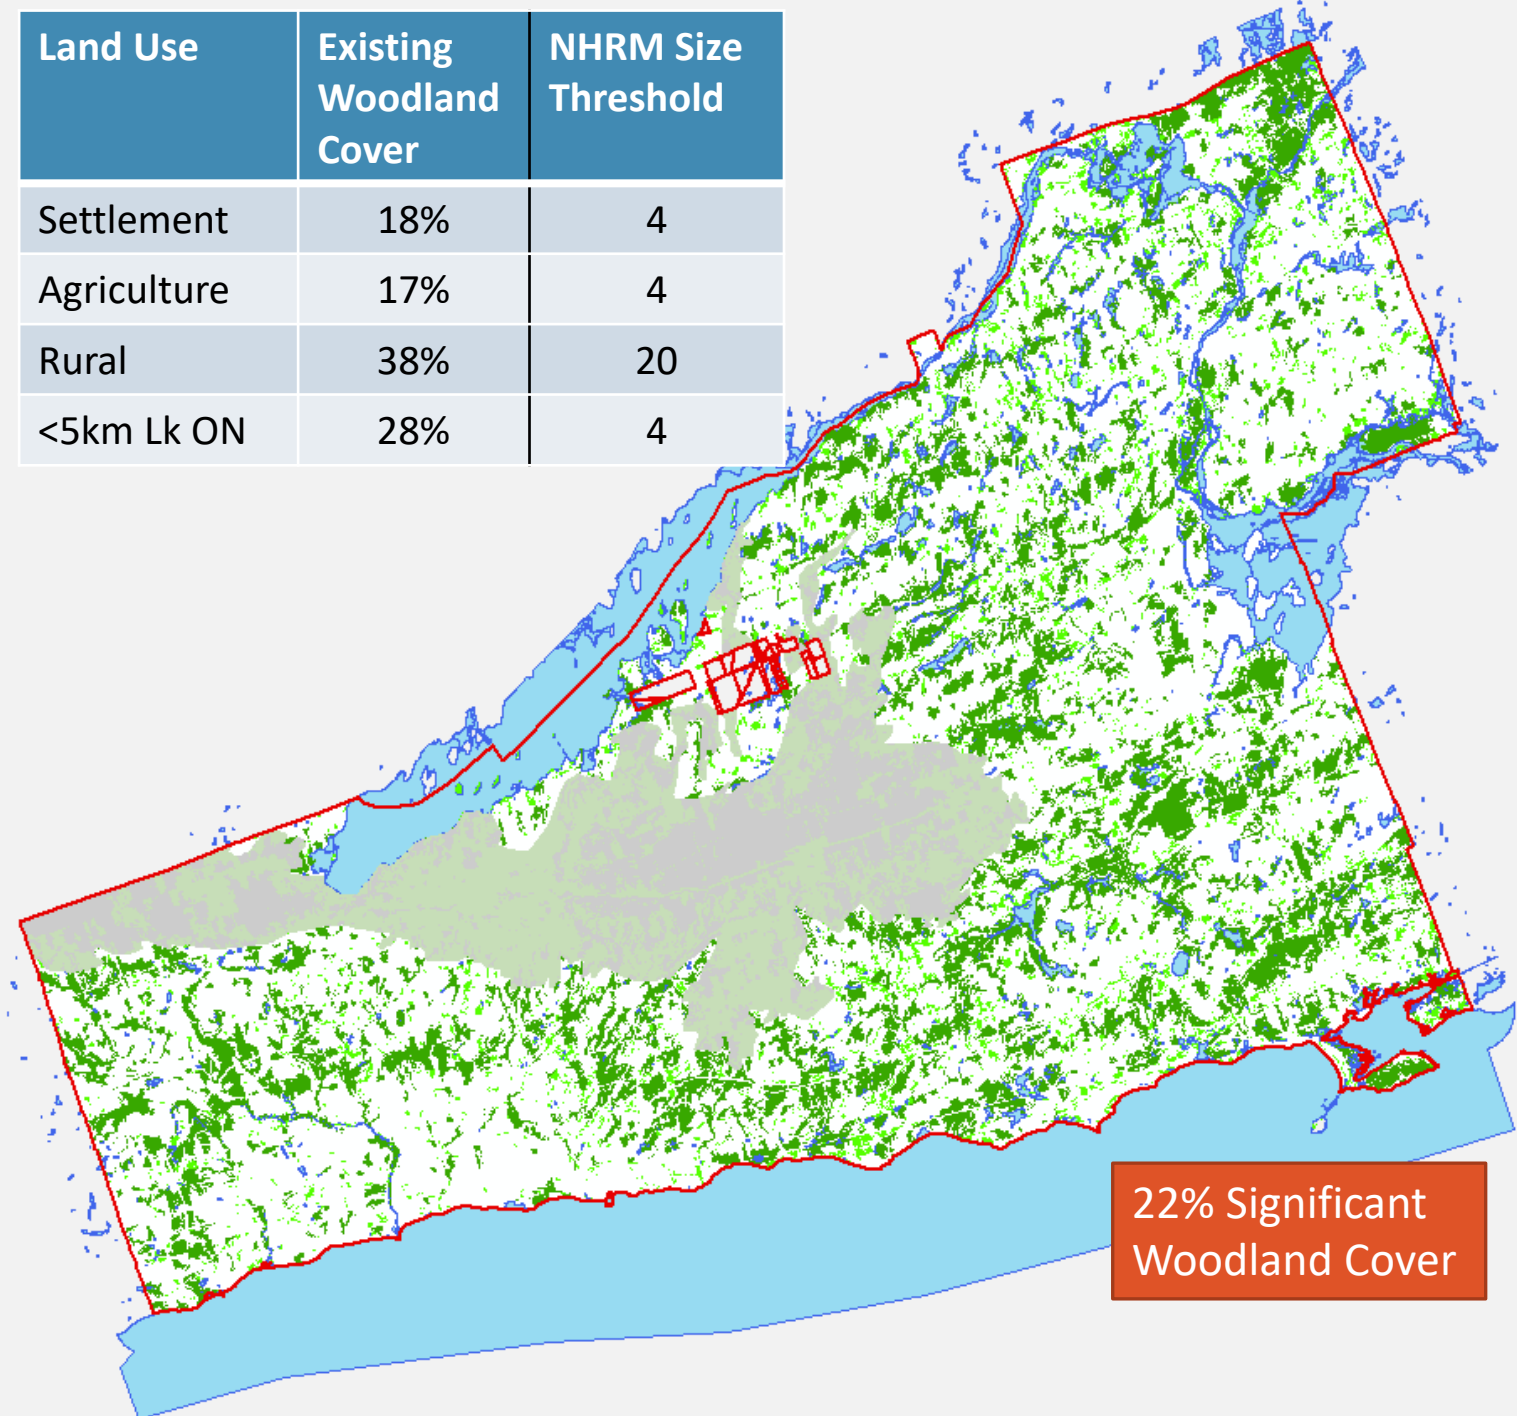 Land Use Existing Woodland Cover NHRM Size Threshold
Settlement 18% 4
Agriculture 17% 4
Rural 38% 20
<5km Lk ON 28% 4
22% Significant
Woodland Cover